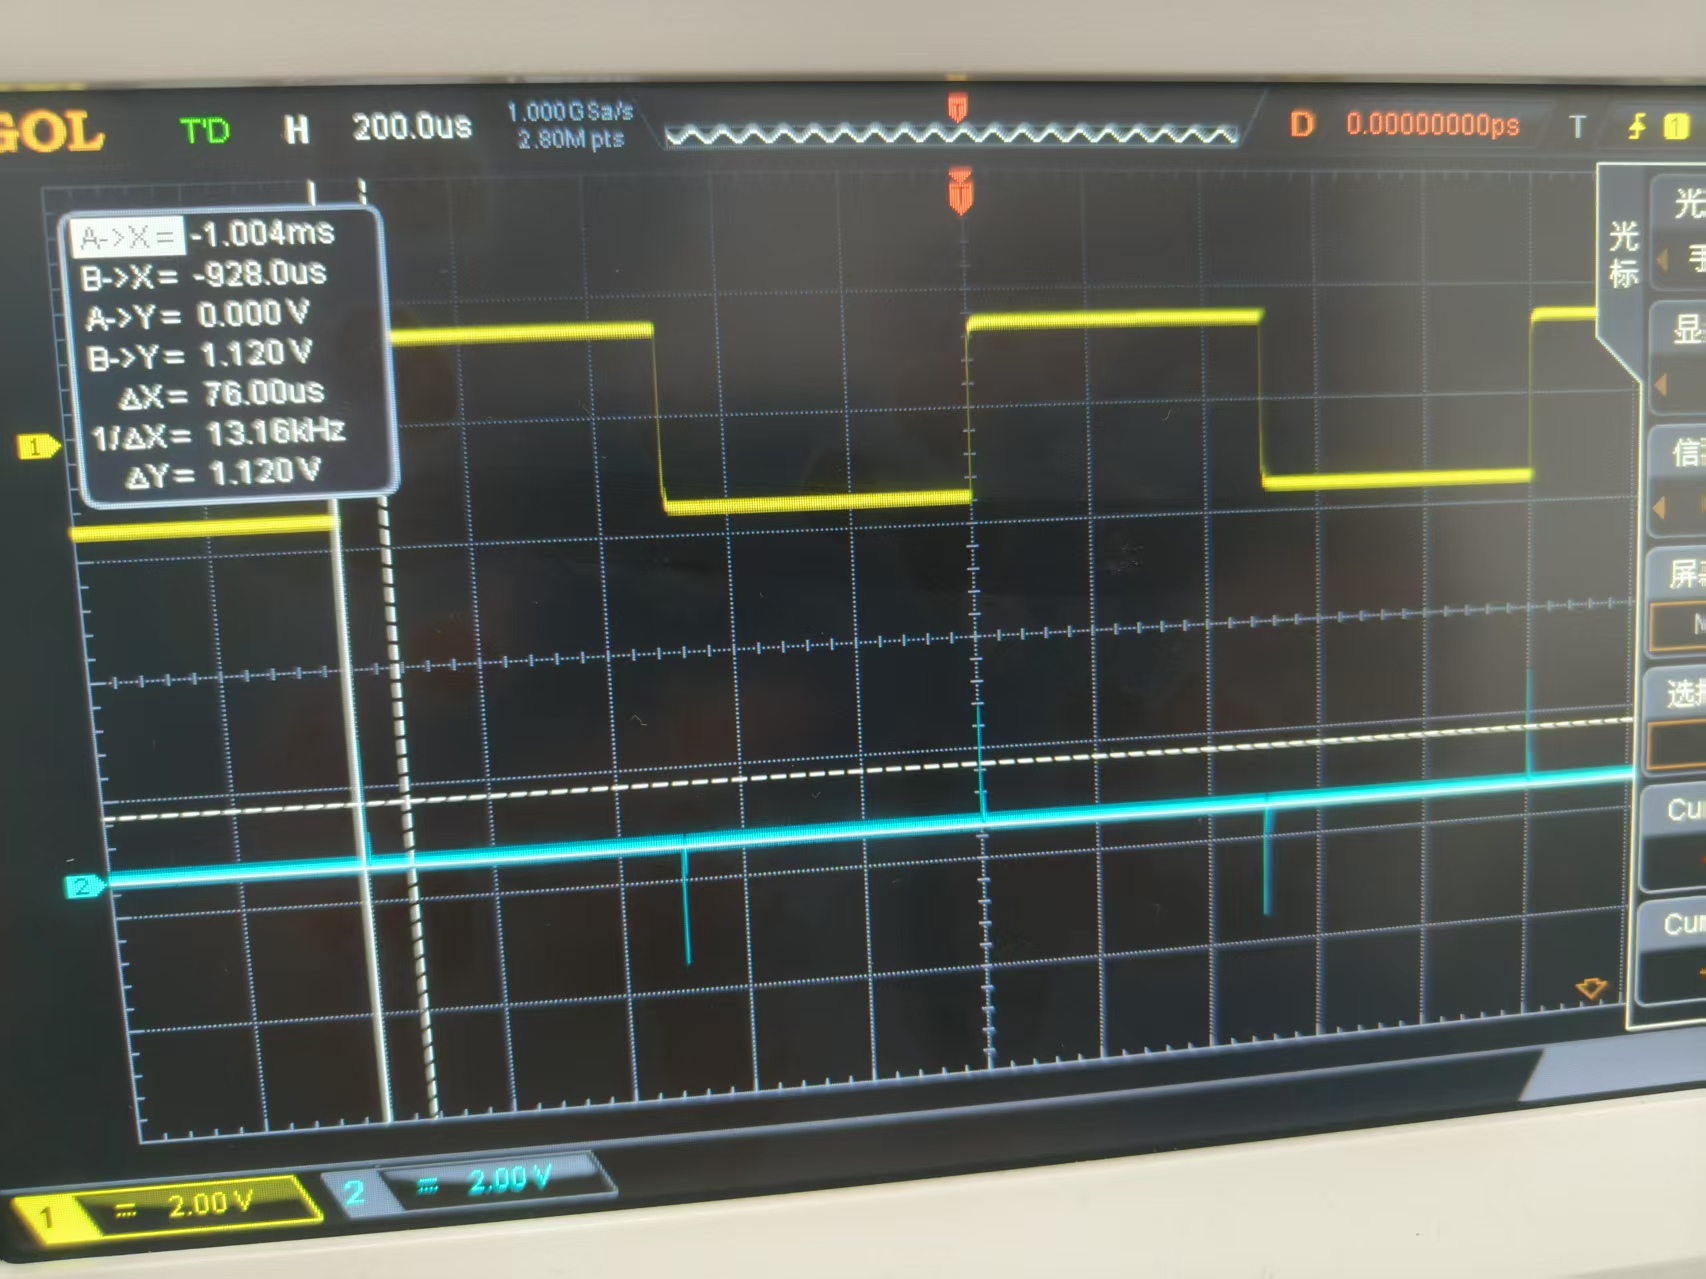 GOL T'D H 200.0us 1.000GSa/s 2.80M pts D 0.00000000ps T 1
A->X= -1.004ms
B->X= -928.0us
A->Y= 0.000 V
B->Y= 1.120 V
ΔX= 76.00us
1/ΔX= 13.16kHz
ΔY= 1.120 V
1
2
光标
光
显
屏
选
Cu
Cu
1 2.00 V 2 2.00 V